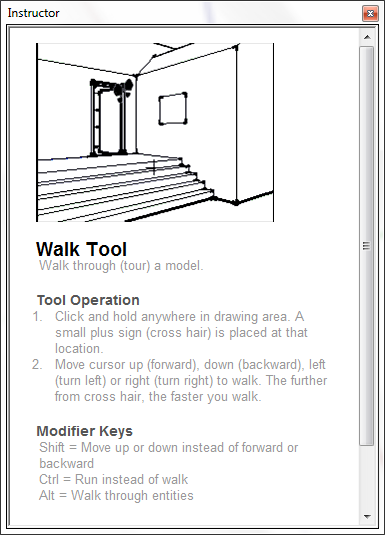 Instructor
Walk Tool
Walk through (tour) a model.
Tool Operation
1. Click and hold anywhere in drawing area. A
small plus sign (cross hair) is placed at that
location.
2. Move cursor up (forward), down (backward), left
(turn left) or right (turn right) to walk. The further
from cross hair, the faster you walk.
Modifier Keys
Shift = Move up or down instead of forward or
backward
Ctrl = Run instead of walk
Alt = Walk through entities